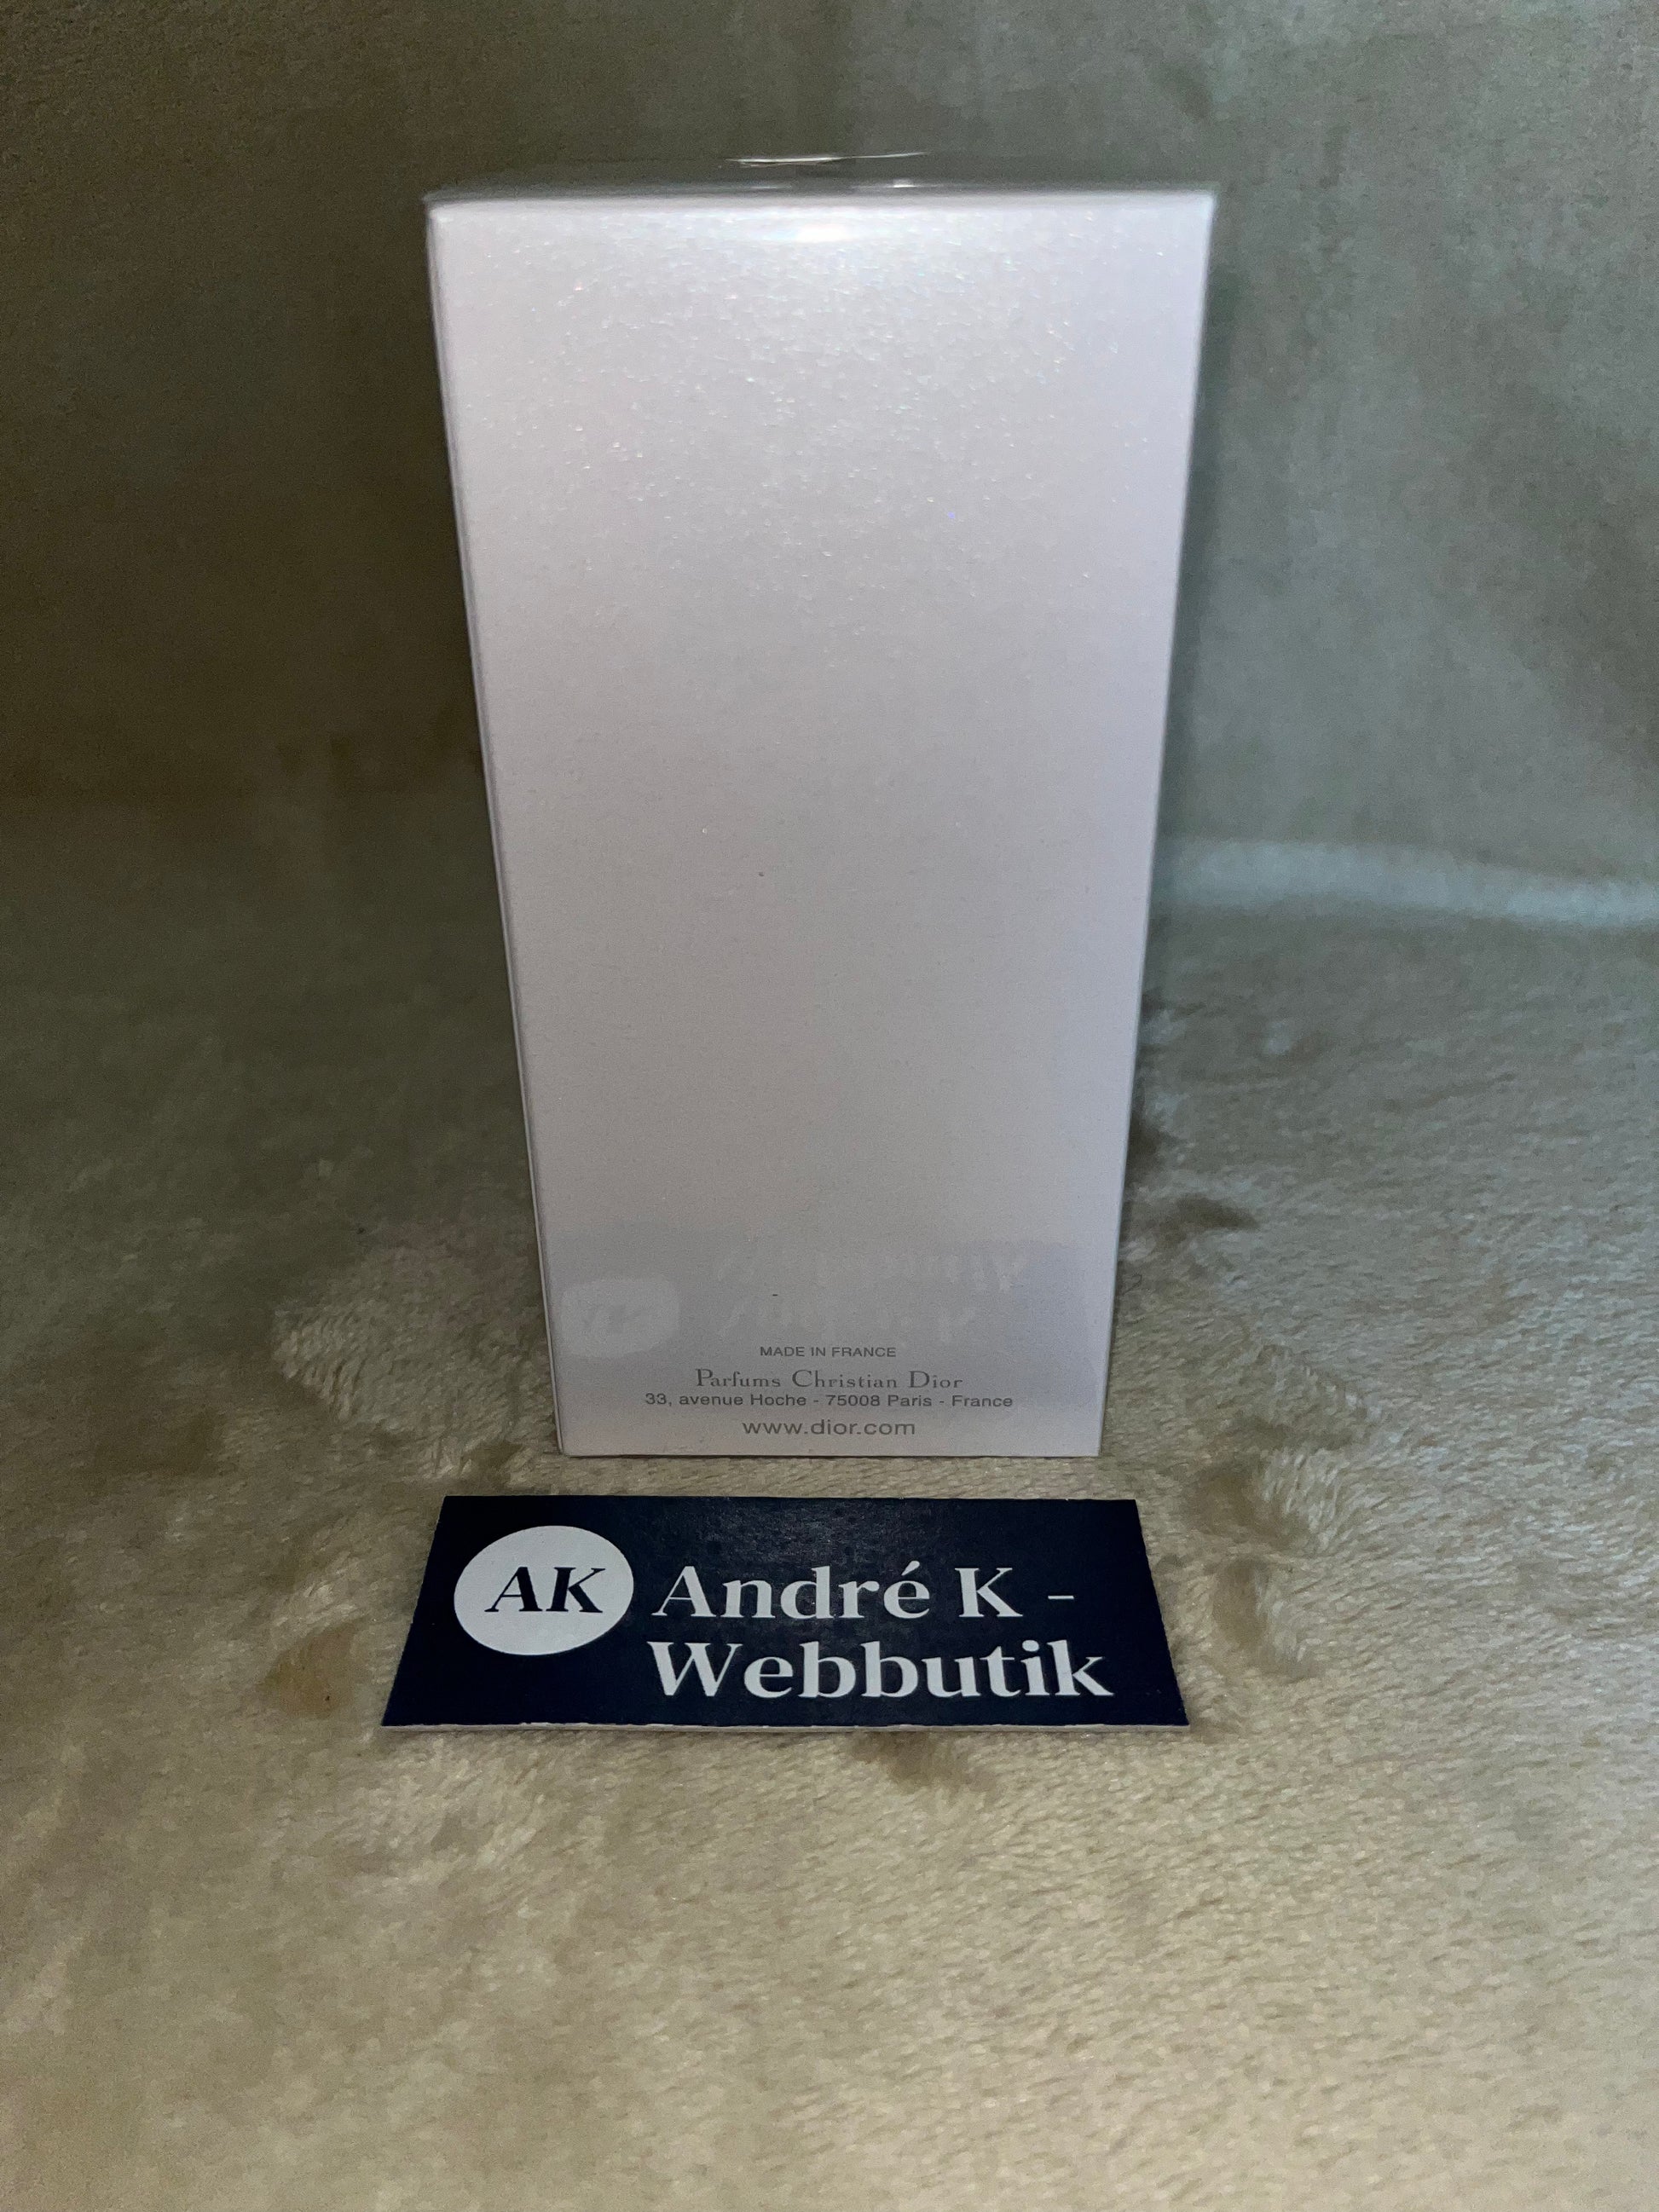 MADE IN FRANCE
Parfums Christian Dior
33, avenue Hoche - 75008 Paris - France
www.dior.com
AK
André K -
Webbutik